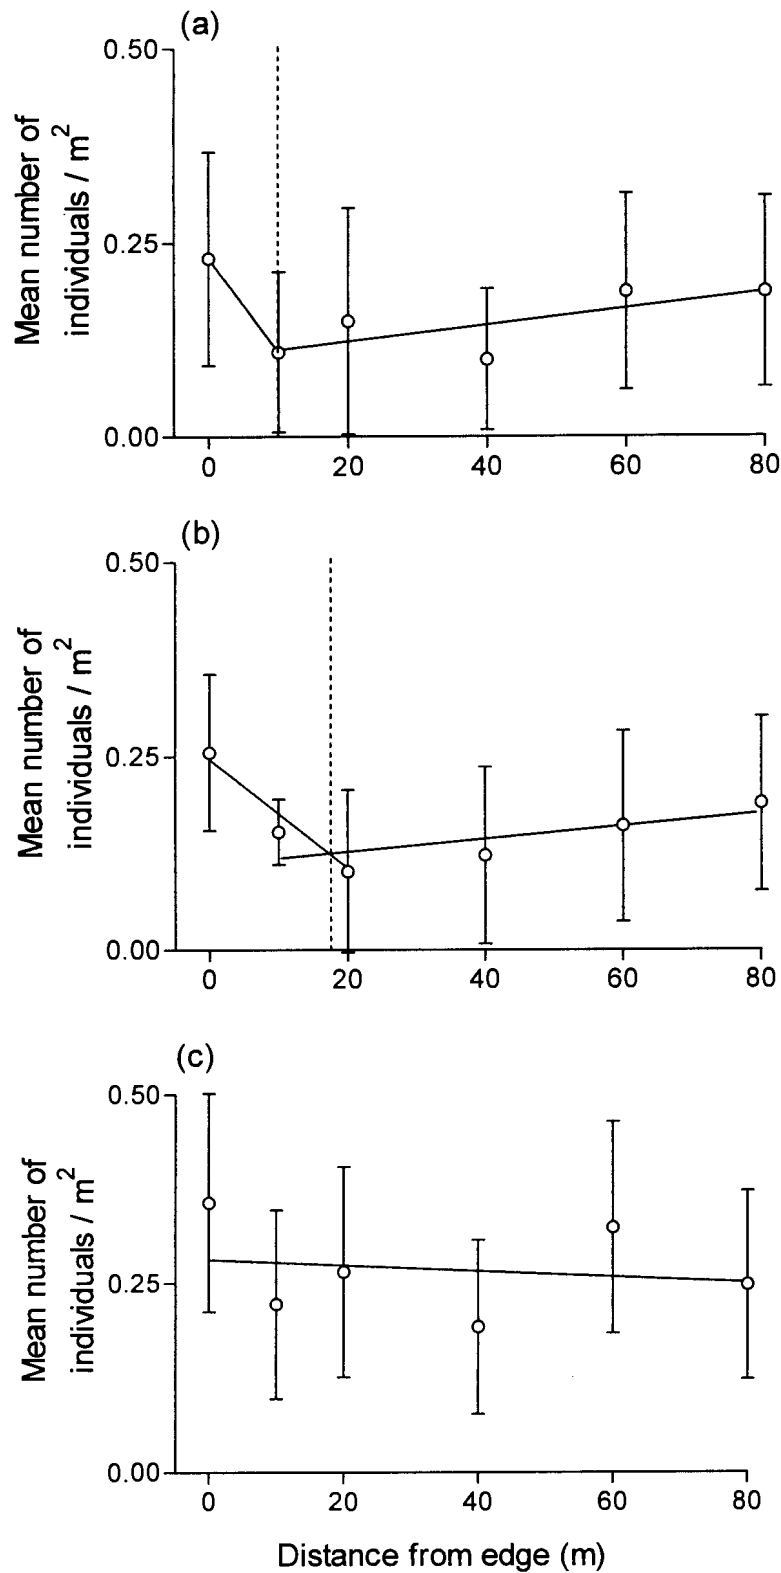 (a)
Mean number of
individuals / m²
0.50
0.25
0.00
0 20 40 60 80
(b)
Mean number of
individuals / m²
0.50
0.25
0.00
0 20 40 60 80
(c)
Mean number of
individuals / m²
0.50
0.25
0.00
0 20 40 60 80
Distance from edge (m)